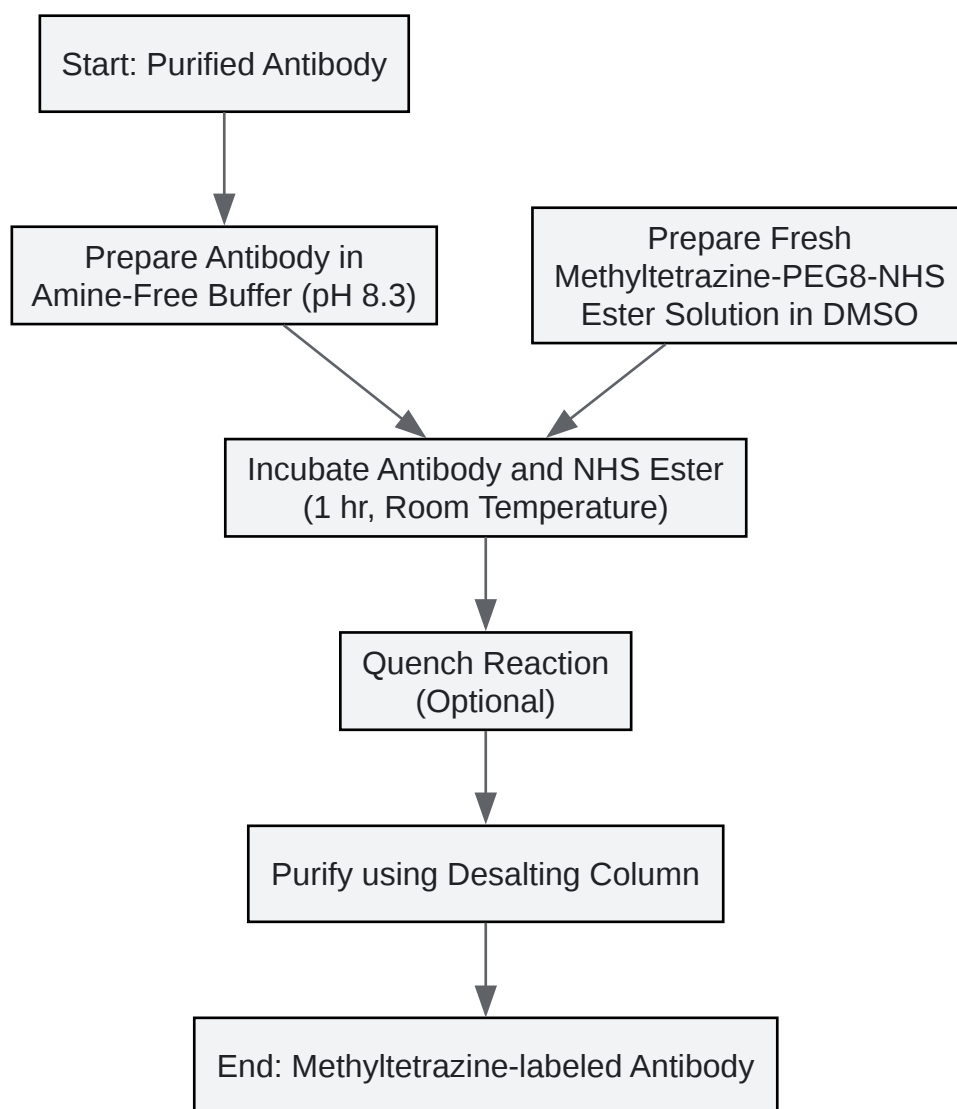 Start: Purified Antibody
Prepare Antibody in
Amine-Free Buffer (pH 8.3)
Prepare Fresh
Methyltetrazine-PEG8-NHS
Ester Solution in DMSO
Incubate Antibody and NHS Ester
(1 hr, Room Temperature)
Quench Reaction
(Optional)
Purify using Desalting Column
End: Methyltetrazine-labeled Antibody